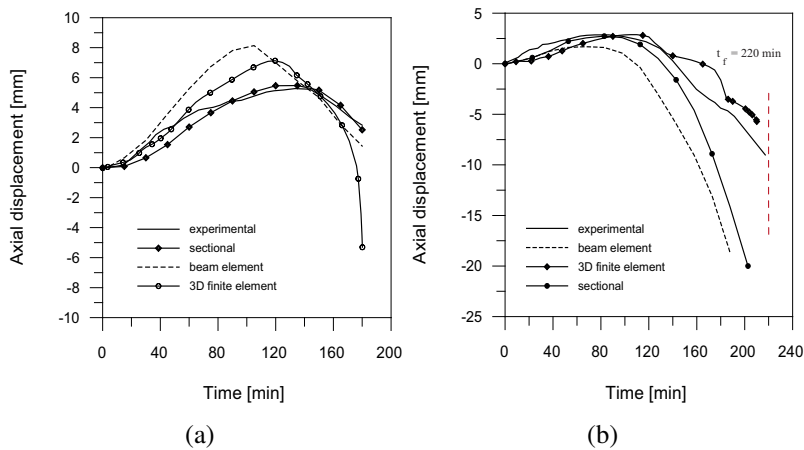 10
8
6
4
2
0
-2
-4
-6
-8
-10
Axial displacement [mm]
experimental
sectional
beam element
3D finite element
0 40 80 120 160 200
Time [min]
(a)
5
0
-5
-10
-15
-20
-25
Axial displacement [mm]
t_f = 220 min
experimental
beam element
3D finite element
sectional
0 40 80 120 160 200 240
Time [min]
(b)